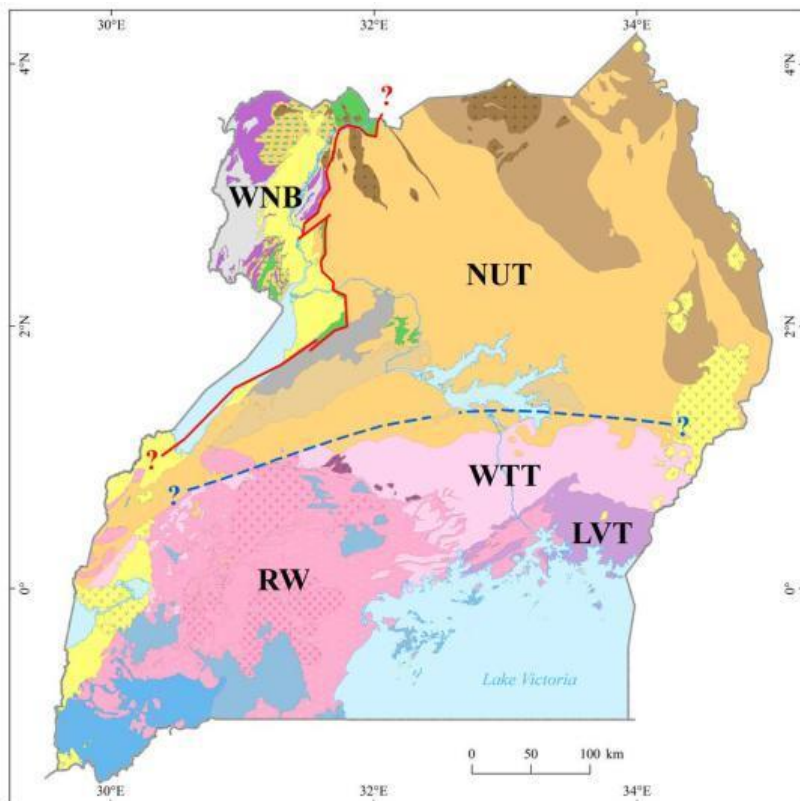 30°E 32°E 34°E
4°N 4°N
?
WNB
NUT
2°N 2°N
?
?
?
WTT
LVT
RW
0° 0°
Lake Victoria
0 50 100 km
30°E 32°E 34°E